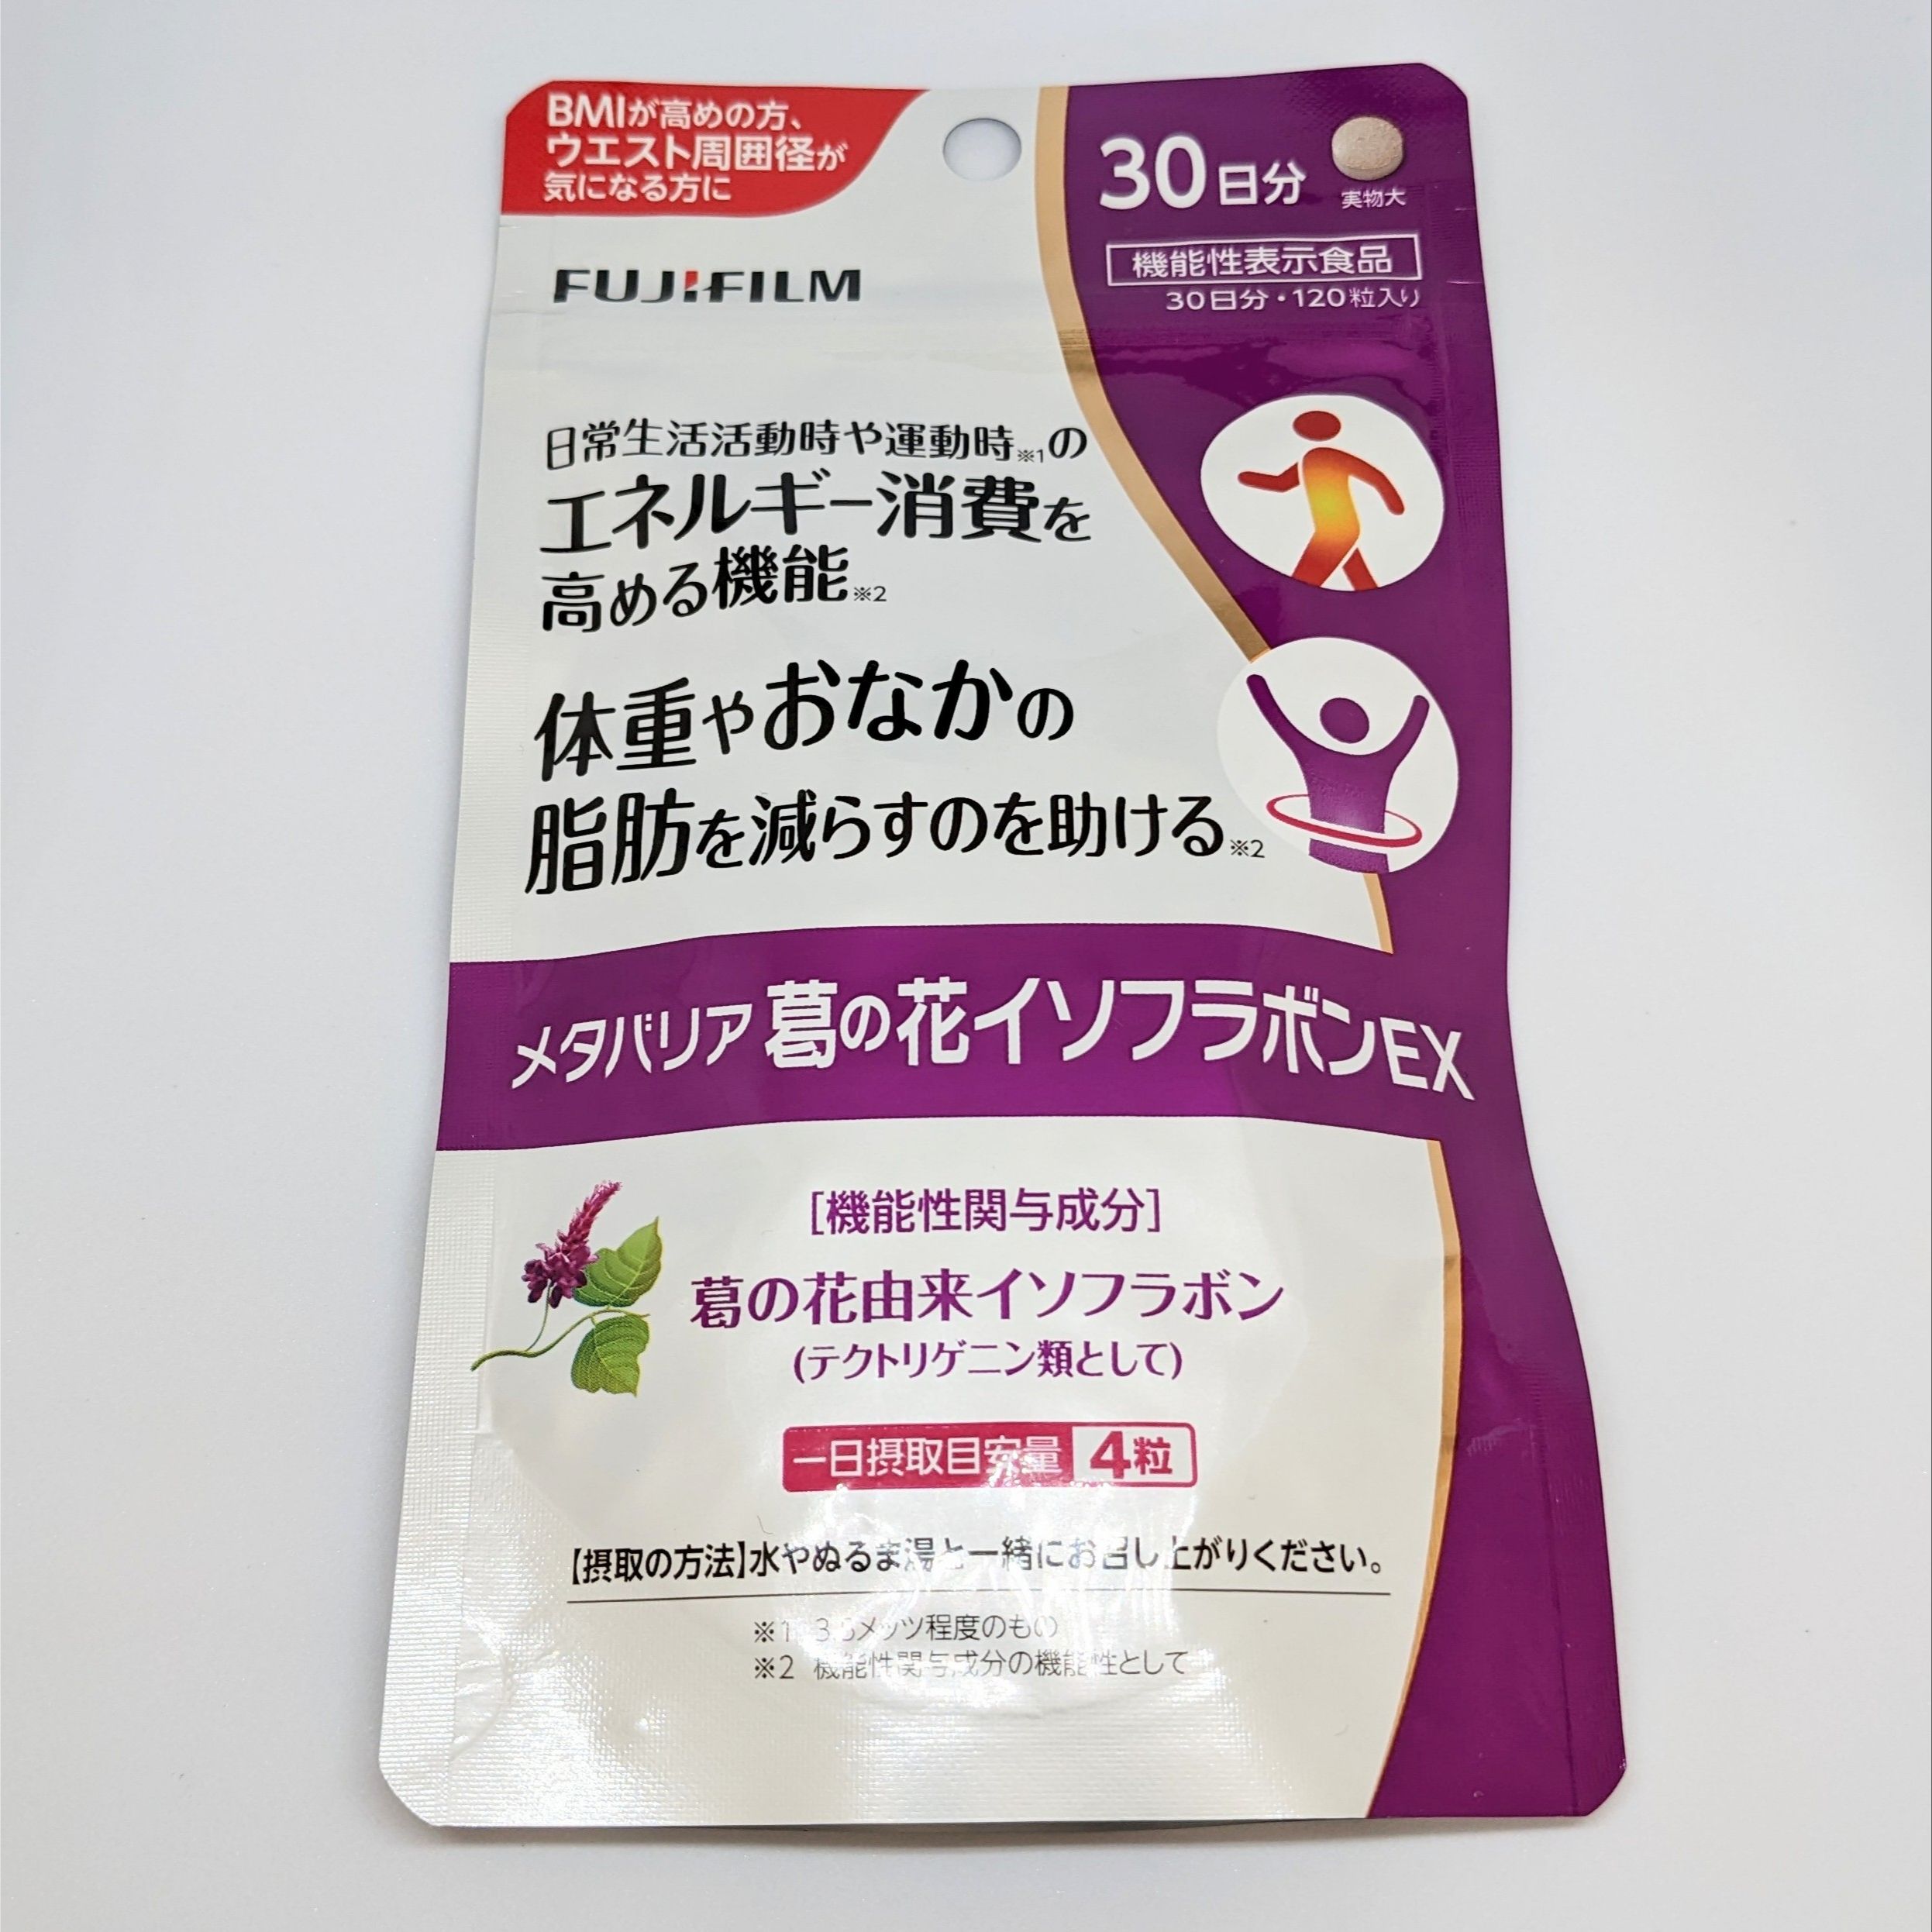 BMIが高めの方、
ウエスト周囲径が
気になる方に
30日分
実物大
機能性表示食品
30日分・120粒入り
FUJIFILM
日常生活活動時や運動時※1の
エネルギー消費を
高める機能※2
体重やおなかの
脂肪を減らすのを助ける※2
メタバリア 葛の花イソフラボンEX
[機能性関与成分]
葛の花由来イソフラボン
(テクトリゲニン類として)
一日摂取目安量 4粒
【摂取の方法】水やぬるま湯と一緒にお召し上がりください。
※1 3.5メッツ程度のもの
※2 機能性関与成分の機能性として